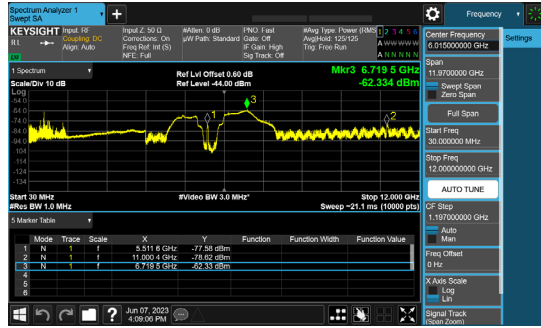 Spectrum Analyzer 1
Swept SA
Frequency
KEYSIGHT
Input: RF
Coupling: DC
Align: Auto
Input Z: 50 Ω
Corrections: On
Freq Ref: Int (S)
NFE: Full
#Atten: 0 dB
µW Path: Standard
PNO: Fast
Gate: Off
IF Gain: High
Sig Track: Off
#Avg Type: Power (RMS)
Avg|Hold: 125/125
Trig: Free Run
1 2 3 4 5 6
A W W W W W
A N N N N N
1 Spectrum
Scale/Div 10 dB
Log
Ref Lvl Offset 0.60 dB
Ref Level -44.00 dBm
Mkr3 6.719 5 GHz
-62.334 dBm
-54.0
-64.0
-74.0
-84.0
-94.0
-104
-114
-124
-134
1
2
3
Start 30 MHz
#Res BW 1.0 MHz
#Video BW 3.0 MHz*
Stop 12.000 GHz
Sweep ~21.1 ms (10000 pts)
5 Marker Table
Mode Trace Scale X Y Function Function Width Function Value
1 N 1 f 5.511 6 GHz -77.58 dBm
2 N 1 f 11.000 4 GHz -78.62 dBm
3 N 1 f 6.719 5 GHz -62.33 dBm
4
5
6
Jun 07, 2023
4:09:06 PM
Settings
Center Frequency
6.015000000 GHz
Span
11.9700000 GHz
Swept Span
Zero Span
Full Span
Start Freq
30.000000 MHz
Stop Freq
12.000000000 GHz
AUTO TUNE
CF Step
1.197000000 GHz
Auto
Man
Freq Offset
0 Hz
X Axis Scale
Log
Lin
Signal Track
(Span Zoom)